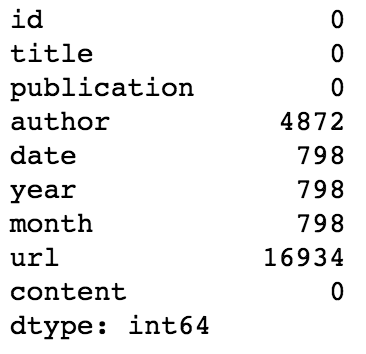 id 0
title 0
publication 0
author 4872
date 798
year 798
month 798
url 16934
content 0
dtype: int64